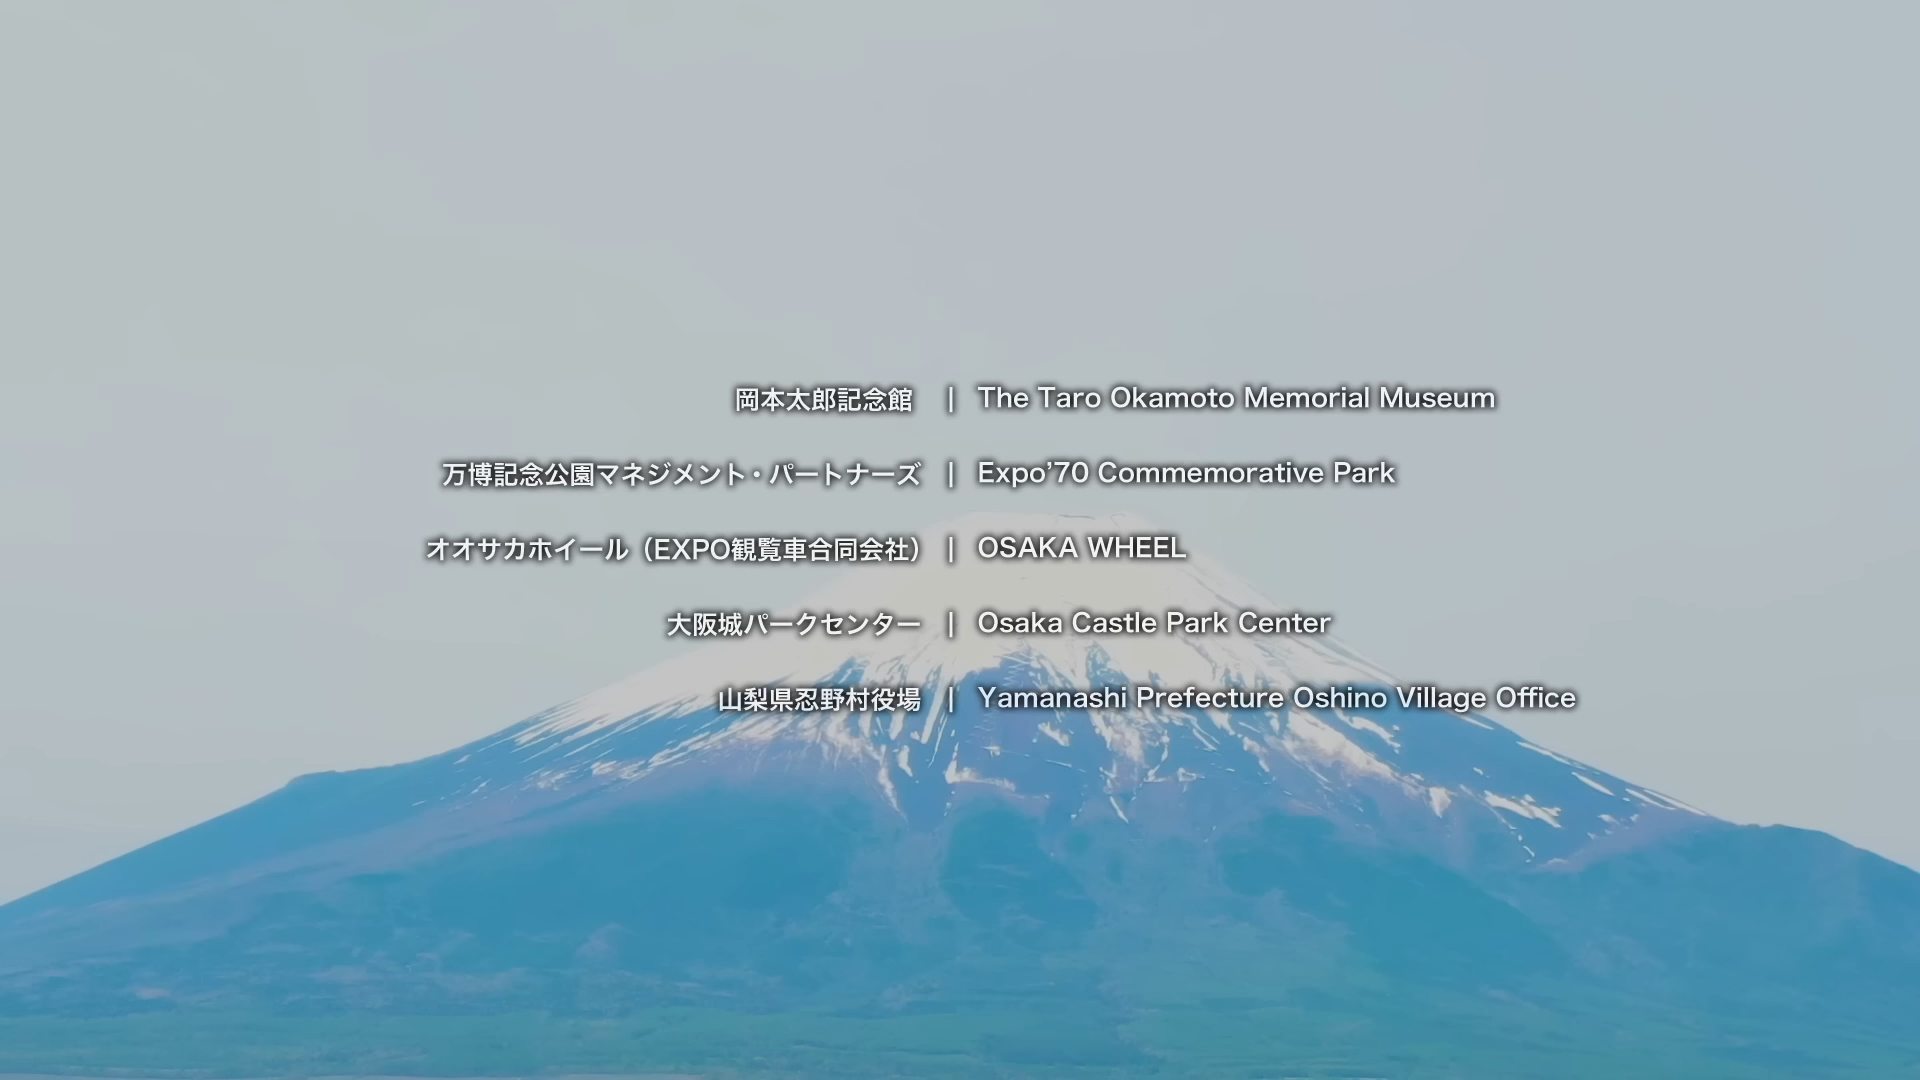 岡本太郎記念館 | The Taro Okamoto Memorial Museum
万博記念公園マネジメント・パートナーズ | Expo’70 Commemorative Park
オオサカホイール（EXPO観覧車合同会社） | OSAKA WHEEL
大阪城パークセンター | Osaka Castle Park Center
山梨県忍野村役場 | Yamanashi Prefecture Oshino Village Office